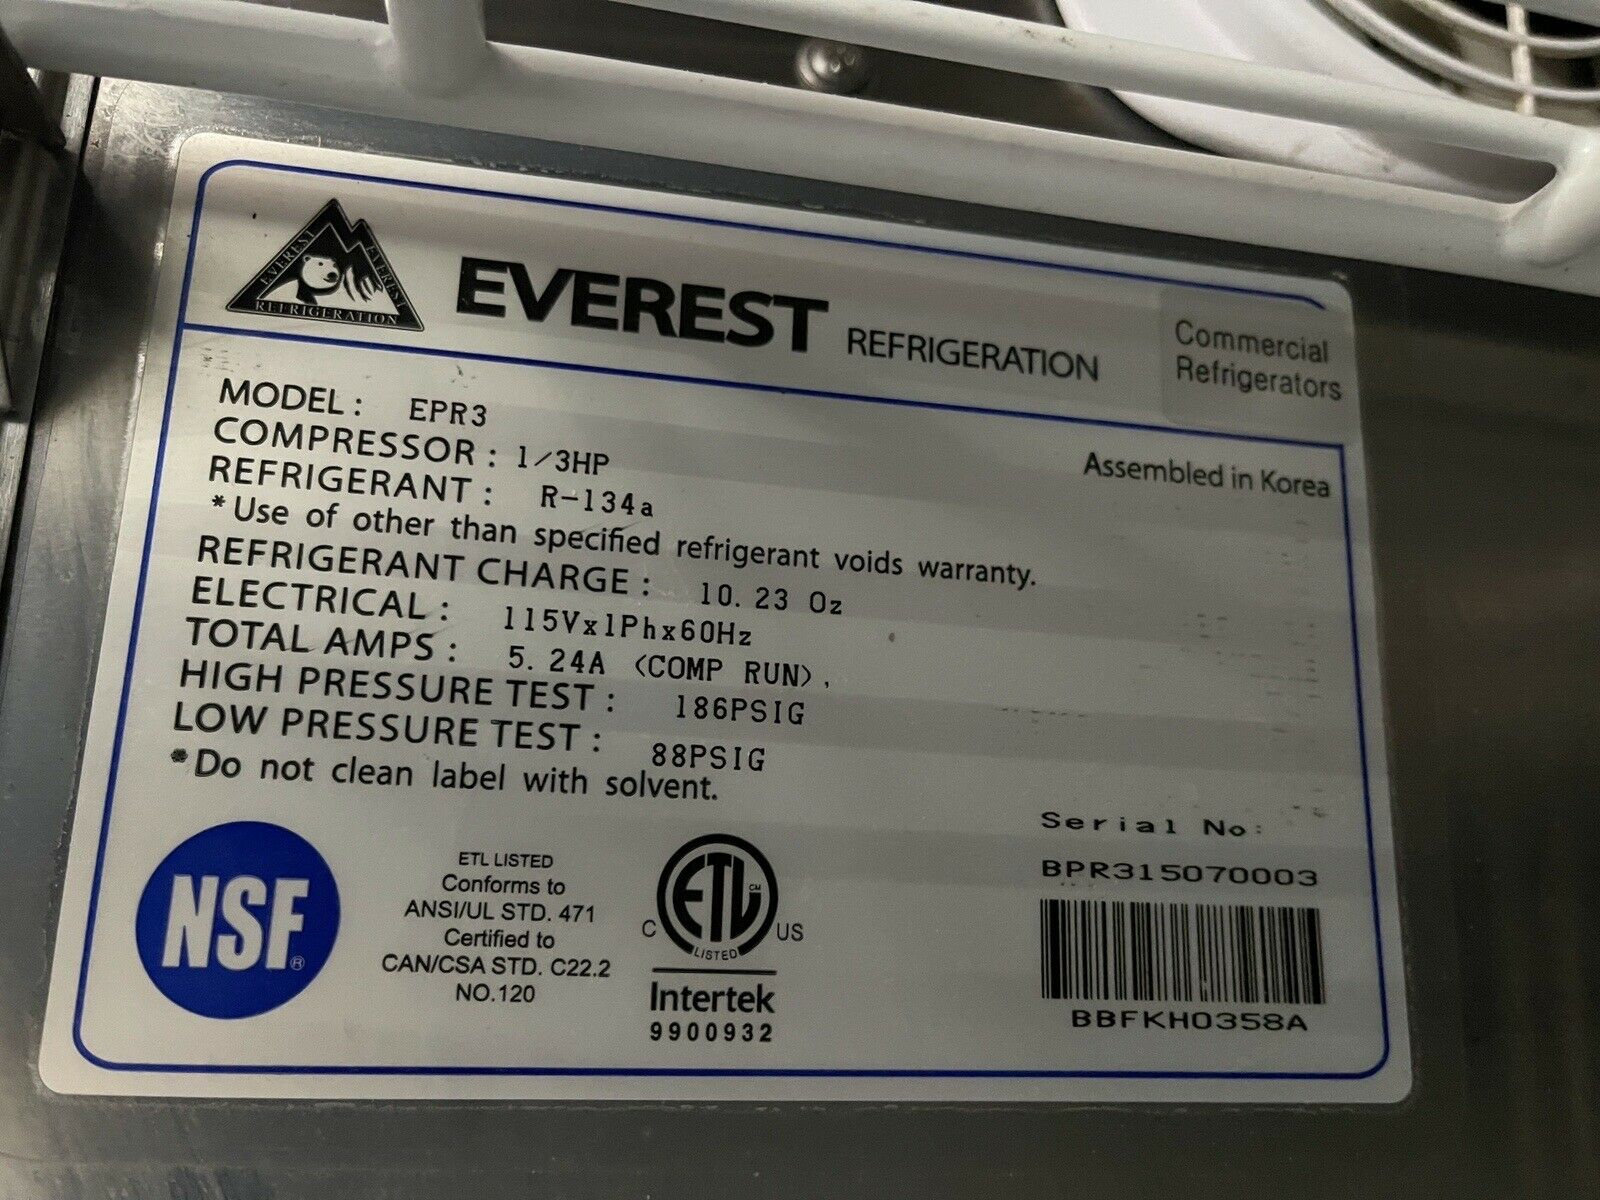 EVEREST
EVEREST
REFRIGERATION
EVEREST REFRIGERATION
Commercial
Refrigerators
MODEL : EPR3
COMPRESSOR : 1/3HP
Assembled in Korea
REFRIGERANT : R-134a
*Use of other than specified refrigerant voids warranty.
REFRIGERANT CHARGE : 10.23 Oz
ELECTRICAL : 115Vx1Phx60Hz
TOTAL AMPS : 5.24A (COMP RUN),
HIGH PRESSURE TEST : 186PSIG
LOW PRESSURE TEST : 88PSIG
*Do not clean label with solvent.
NSF®
ETL LISTED
Conforms to
ANSI/UL STD. 471
Certified to
CAN/CSA STD. C22.2
NO.120
ETL CM
C US
LISTED
Intertek
9900932
Serial No:
BPR315070003
BBFKH0358A